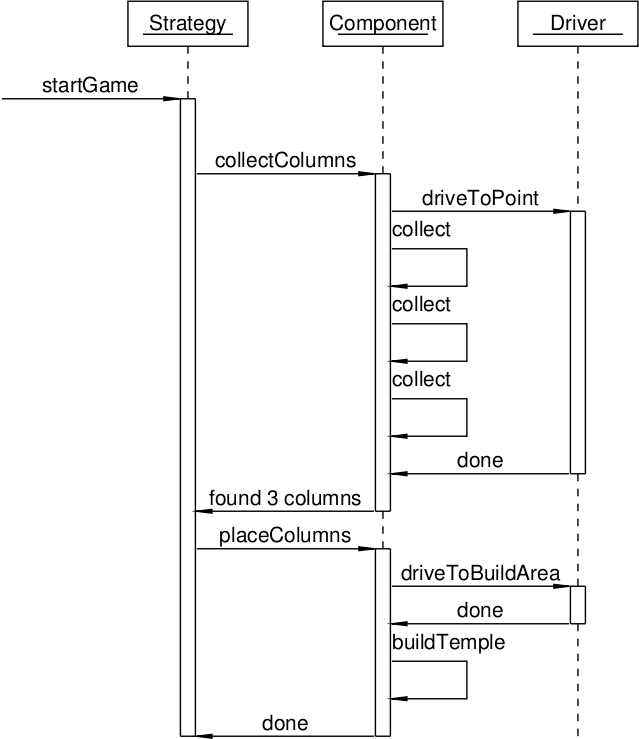 Strategy
Component
Driver
startGame
collectColumns
driveToPoint
collect
collect
collect
done
found 3 columns
placeColumns
driveToBuildArea
done
buildTemple
done